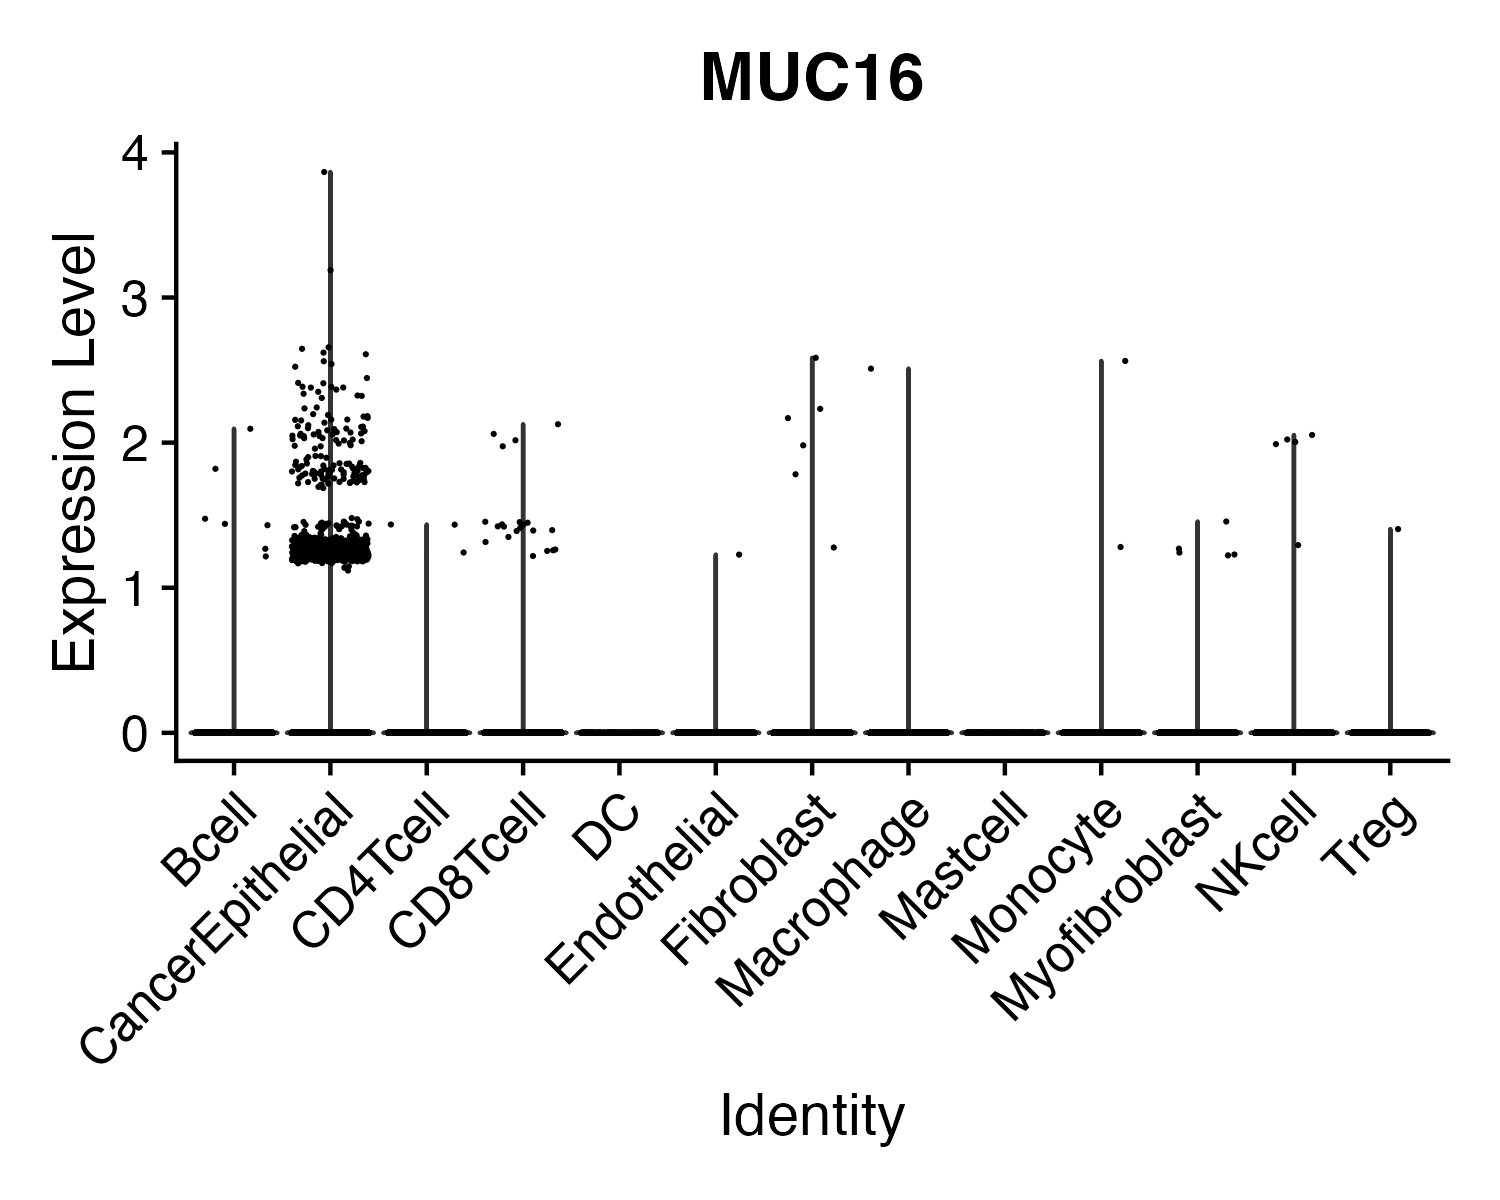 MUC16
Expression Level
4
3
2
1
0
Bcell
CancerEpithelial
CD4Tcell
CD8Tcell
DC
Endothelial
Fibroblast
Macrophage
Mastcell
Monocyte
Myofibroblast
NKcell
Treg
Identity